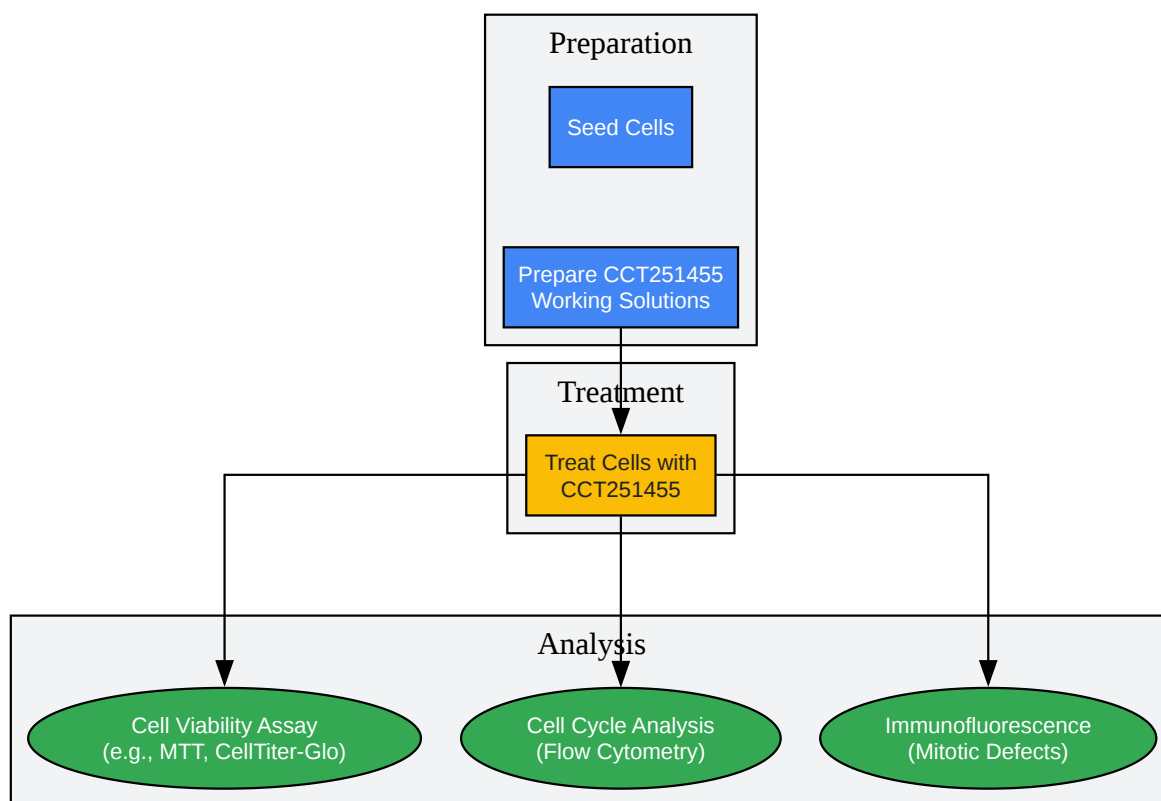 Preparation
Seed Cells
Prepare CCT251455
Working Solutions
Treatment
Treat Cells with
CCT251455
Analysis
Cell Viability Assay
(e.g., MTT, CellTiter-Glo)
Cell Cycle Analysis
(Flow Cytometry)
Immunofluorescence
(Mitotic Defects)